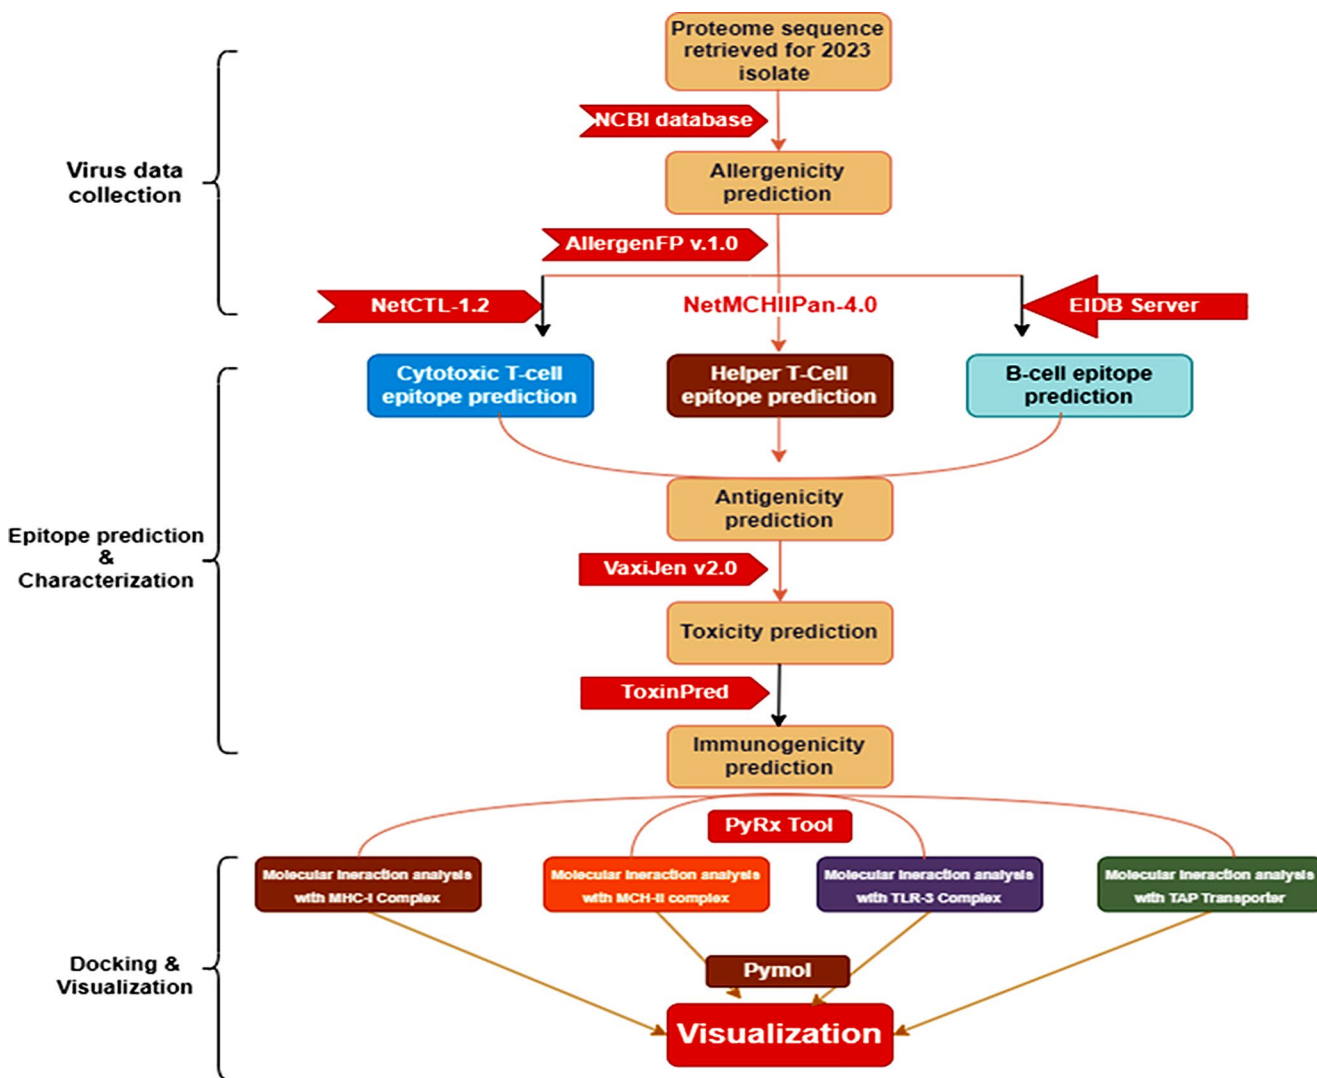 Proteome sequence
retrieved for 2023
isolate
NCBI database
Virus data
collection
Allergenicity
prediction
AllergenFP v.1.0
NetCTL-1.2
NetMCHIIPan-4.0
EIDB Server
Cytotoxic T-cell
epitope prediction
Helper T-Cell
epitope prediction
B-cell epitope
prediction
Antigenicity
prediction
Epitope prediction
&
Characterization
VaxiJen v2.0
Toxicity prediction
ToxinPred
Immunogenicity
prediction
PyRx Tool
Molecular Ineraction analysis
with MHC-I Complex
Molecular Ineraction analysis
with MCH-II complex
Molecular Ineraction analysis
with TLR-3 Complex
Molecular Ineraction analysis
with TAP Transporter
Docking &
Visualization
Pymol
Visualization